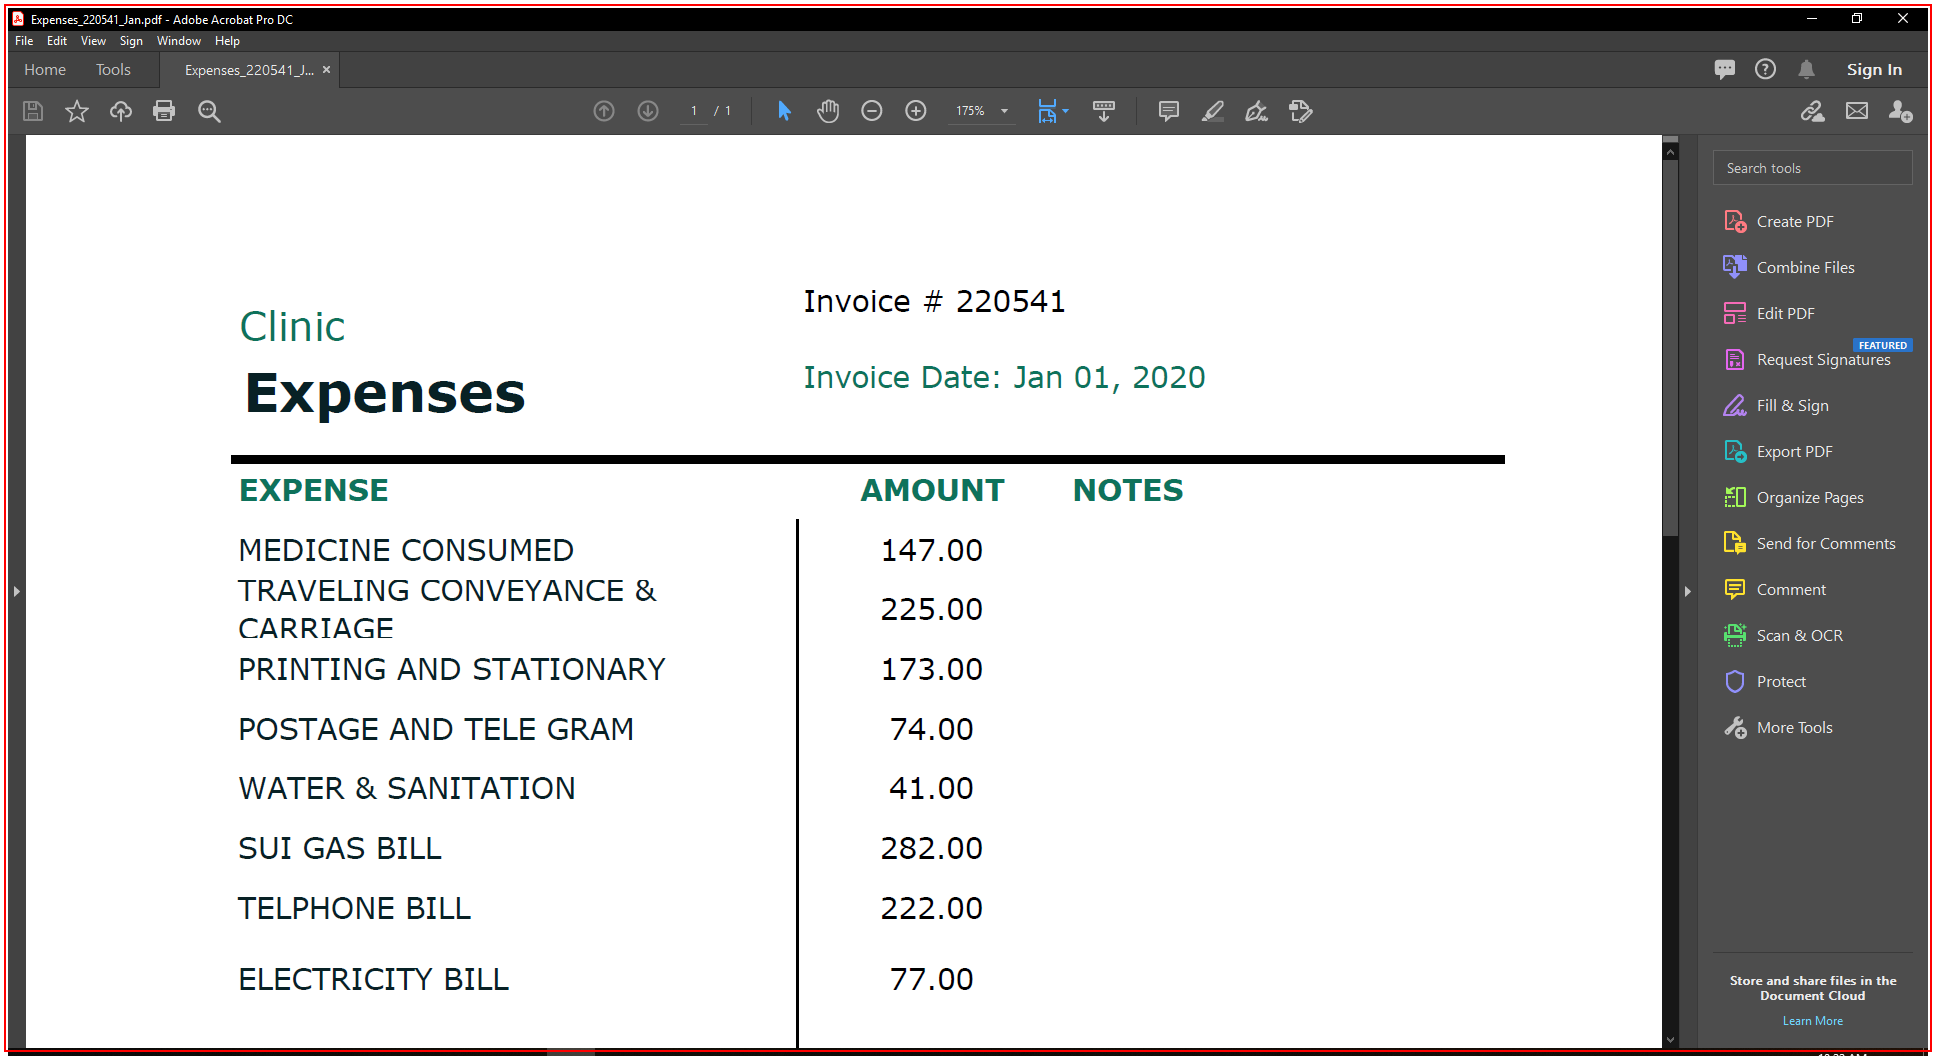 Expenses_220541_Jan.pdf - Adobe Acrobat Pro DC
File Edit View Sign Window Help
Home Tools Expenses_220541_J... × Sign In
1 / 1 175%
Search tools
Create PDF
Combine Files
Edit PDF
FEATURED
Request Signatures
Fill & Sign
Export PDF
Organize Pages
Send for Comments
Comment
Scan & OCR
Protect
More Tools
Store and share files in the
Document Cloud
Learn More
Clinic
Expenses
Invoice # 220541
Invoice Date: Jan 01, 2020
EXPENSE AMOUNT NOTES
MEDICINE CONSUMED 147.00
TRAVELING CONVEYANCE &
CARRIAGE 225.00
PRINTING AND STATIONARY 173.00
POSTAGE AND TELE GRAM 74.00
WATER & SANITATION 41.00
SUI GAS BILL 282.00
TELPHONE BILL 222.00
ELECTRICITY BILL 77.00